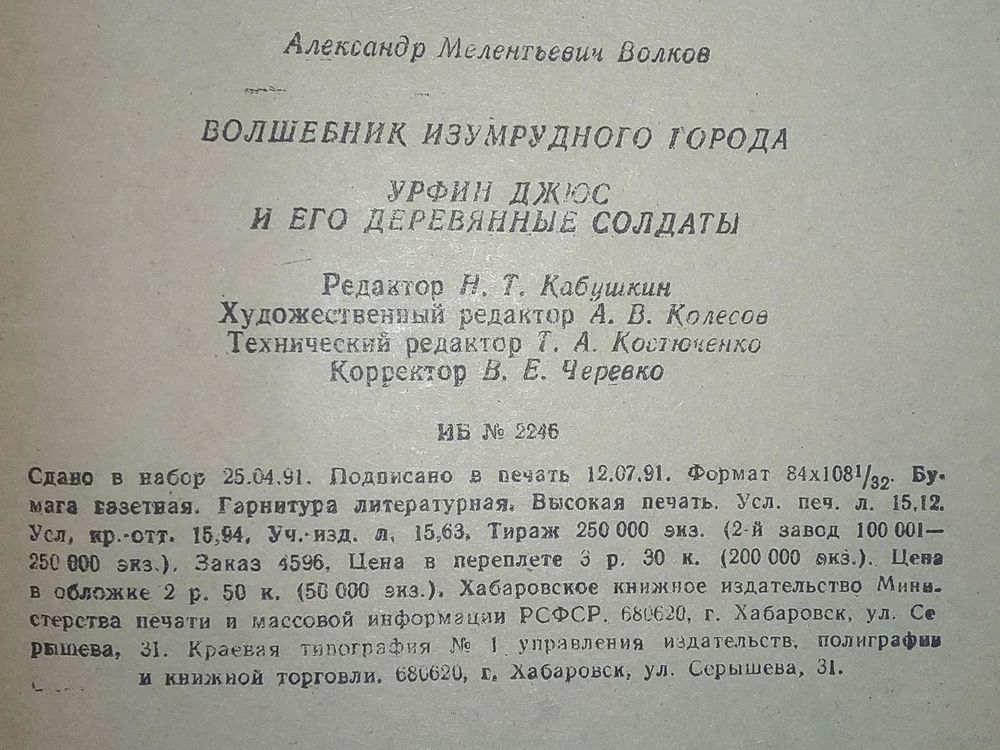 Александр Мелентьевич Волков
ВОЛШЕБНИК ИЗУМРУДНОГО ГОРОДА
УРФИН ДЖЮС
И ЕГО ДЕРЕВЯННЫЕ СОЛДАТЫ
Редактор Н. Т. Кабушкин
Художественный редактор А. В. Колесов
Технический редактор Т. А. Костюченко
Корректор В. Е. Черевко
ИБ № 2246
Сдано в набор 25.04.91. Подписано в печать 12.07.91. Формат 84х108¹/₃₂. Бу-
мага газетная. Гарнитура литературная. Высокая печать. Усл. печ. л. 15,12.
Усл. кр.-отт. 15,94. Уч.-изд. л. 15,63. Тираж 250 000 экз. (2-й завод 100 001—
250 000 экз.). Заказ 4596. Цена в переплете 3 р. 30 к. (200 000 экз.). Цена
в обложке 2 р. 50 к. (50 000 экз.). Хабаровское книжное издательство Мини-
стерства печати и массовой информации РСФСР. 680620, г. Хабаровск, ул. Се
рышева, 31. Краевая типография № 1 управления издательств, полиграфии
и книжной торговли. 680620, г. Хабаровск, ул. Серышева, 31.